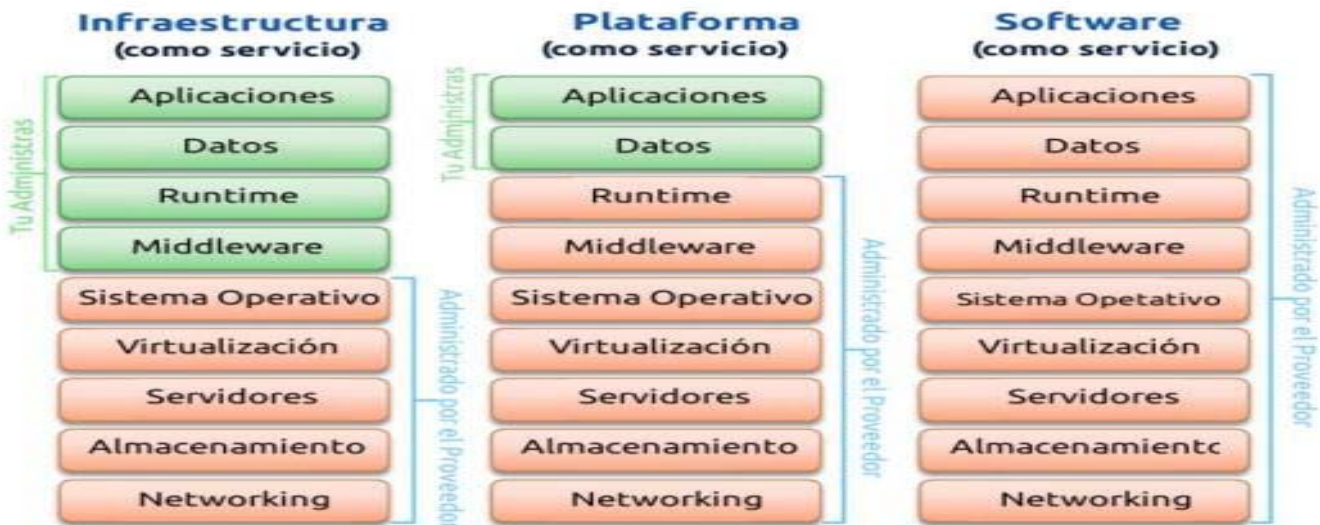 Infraestructura
(como servicio)
Tu Administras
Aplicaciones
Datos
Runtime
Middleware
Sistema Operativo
Virtualización
Servidores
Almacenamiento
Networking
Administrado por el Proveedor
Plataforma
(como servicio)
Tu Administras
Aplicaciones
Datos
Runtime
Middleware
Sistema Operativo
Virtualización
Servidores
Almacenamiento
Networking
Administrado por el Proveedor
Software
(como servicio)
Aplicaciones
Datos
Runtime
Middleware
Sistema Opetativo
Virtualización
Servidores
Almacenamiento
Networking
Administrado por el Proveedor